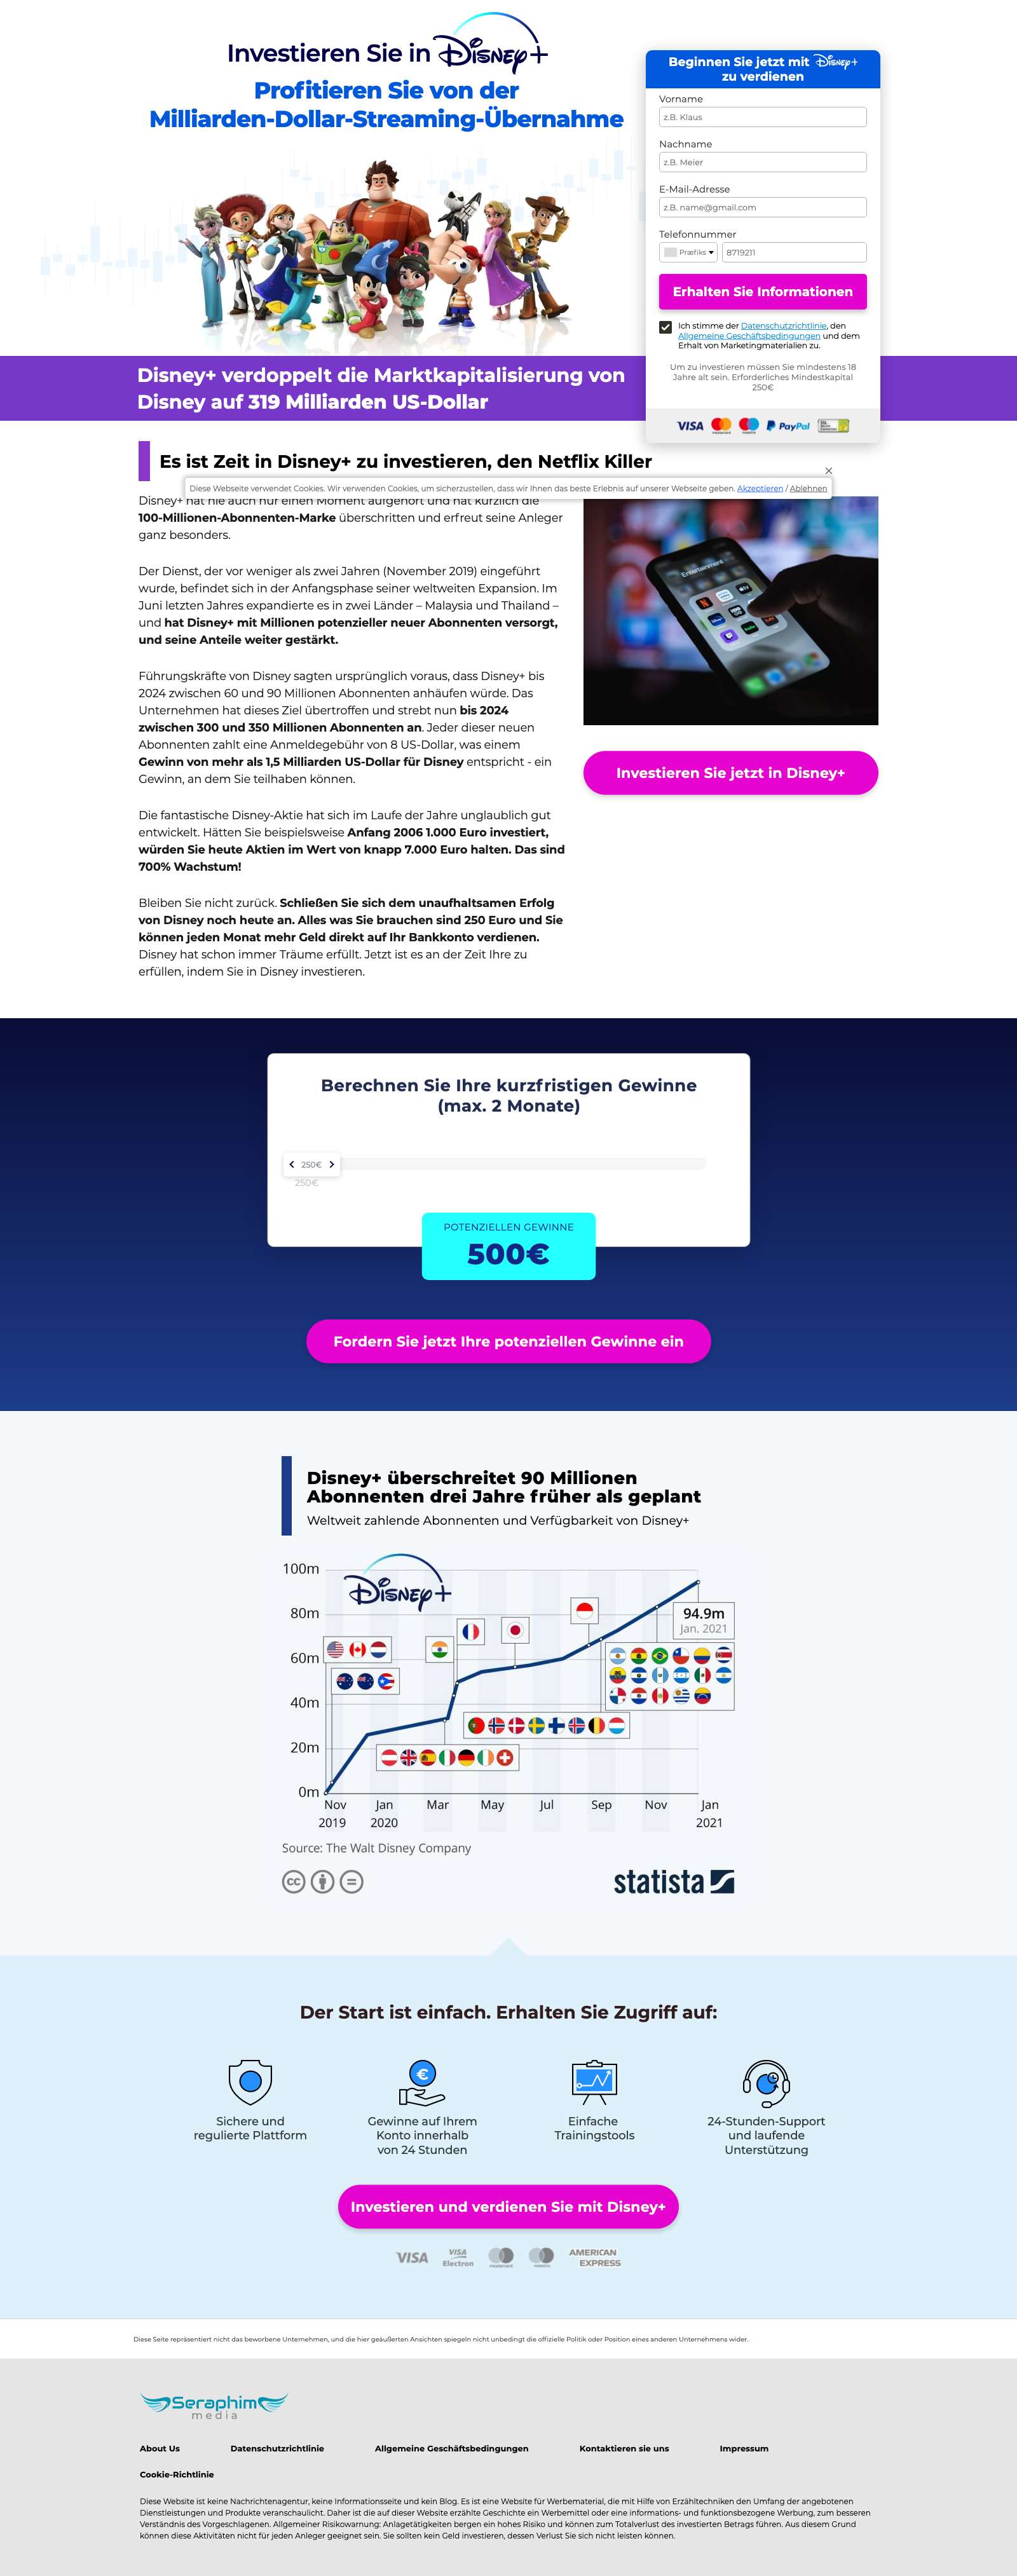 Investieren Sie in Disney+
Profitieren Sie von der
Milliarden-Dollar-Streaming-Übernahme
Beginnen Sie jetzt mit Disney+
zu verdienen
Vorname
z.B. Klaus
Nachname
z.B. Meier
E-Mail-Adresse
z.B. name@gmail.com
Telefonnummer
Præfiks
8719211
Erhalten Sie Informationen
Ich stimme der Datenschutzrichtlinie, den
Allgemeine Geschäftsbedingungen und dem
Erhalt von Marketingmaterialien zu.
Um zu investieren müssen Sie mindestens 18
Jahre alt sein. Erforderliches Mindestkapital
250€
VISA PayPal
Disney+ verdoppelt die Marktkapitalisierung von
Disney auf 319 Milliarden US-Dollar
Es ist Zeit in Disney+ zu investieren, den Netflix Killer
Diese Webseite verwendet Cookies. Wir verwenden Cookies, um sicherzustellen, dass wir Ihnen das beste Erlebnis auf unserer Webseite geben. Akzeptieren / Ablehnen
Disney+ hat nie auch nur einen Moment aufgehört und hat kürzlich die
100-Millionen-Abonnenten-Marke überschritten und erfreut seine Anleger
ganz besonders.
Der Dienst, der vor weniger als zwei Jahren (November 2019) eingeführt
wurde, befindet sich in der Anfangsphase seiner weltweiten Expansion. Im
Juni letzten Jahres expandierte es in zwei Länder – Malaysia und Thailand –
und hat Disney+ mit Millionen potenzieller neuer Abonnenten versorgt,
und seine Anteile weiter gestärkt.
Führungskräfte von Disney sagten ursprünglich voraus, dass Disney+ bis
2024 zwischen 60 und 90 Millionen Abonnenten anhäufen würde. Das
Unternehmen hat dieses Ziel übertroffen und strebt nun bis 2024
zwischen 300 und 350 Millionen Abonnenten an. Jeder dieser neuen
Abonnenten zahlt eine Anmeldegebühr von 8 US-Dollar, was einem
Gewinn von mehr als 1,5 Milliarden US-Dollar für Disney entspricht - ein
Gewinn, an dem Sie teilhaben können.
Die fantastische Disney-Aktie hat sich im Laufe der Jahre unglaublich gut
entwickelt. Hätten Sie beispielsweise Anfang 2006 1.000 Euro investiert,
würden Sie heute Aktien im Wert von knapp 7.000 Euro halten. Das sind
700% Wachstum!
Bleiben Sie nicht zurück. Schließen Sie sich dem unaufhaltsamen Erfolg
von Disney noch heute an. Alles was Sie brauchen sind 250 Euro und Sie
können jeden Monat mehr Geld direkt auf Ihr Bankkonto verdienen.
Disney hat schon immer Träume erfüllt. Jetzt ist es an der Zeit Ihre zu
erfüllen, indem Sie in Disney investieren.
Entertainment
Investieren Sie jetzt in Disney+
Berechnen Sie Ihre kurzfristigen Gewinne
(max. 2 Monate)
250€
250€
POTENZIELLEN GEWINNE
500€
Fordern Sie jetzt Ihre potenziellen Gewinne ein
Disney+ überschreitet 90 Millionen
Abonnenten drei Jahre früher als geplant
Weltweit zahlende Abonnenten und Verfügbarkeit von Disney+
Disney+
100m
80m
60m
40m
20m
0m
94.9m
Jan. 2021
Nov Jan Mar May Jul Sep Nov Jan
2019 2020 2021
Source: The Walt Disney Company
cc
statista
Der Start ist einfach. Erhalten Sie Zugriff auf:
Sichere und
regulierte Plattform
€
Gewinne auf Ihrem
Konto innerhalb
von 24 Stunden
Einfache
Trainingstools
24-Stunden-Support
und laufende
Unterstützung
Investieren und verdienen Sie mit Disney+
VISA VISA Electron AMERICAN EXPRESS
Diese Seite repräsentiert nicht das beworbene Unternehmen, und die hier geäußerten Ansichten spiegeln nicht unbedingt die offizielle Politik oder Position eines anderen Unternehmens wider.
Seraphim
media
About Us Datenschutzrichtlinie Allgemeine Geschäftsbedingungen Kontaktieren sie uns Impressum
Cookie-Richtlinie
Diese Website ist keine Nachrichtenagentur, keine Informationsseite und kein Blog. Es ist eine Website für Werbematerial, die mit Hilfe von Erzähltechniken den Umfang der angebotenen
Dienstleistungen und Produkte veranschaulicht. Daher ist die auf dieser Website erzählte Geschichte ein Werbemittel oder eine informations- und funktionsbezogene Werbung, zum besseren
Verständnis des Vorgeschlagenen. Allgemeiner Risikowarnung: Anlagetätigkeiten bergen ein hohes Risiko und können zum Totalverlust des investierten Betrags führen. Aus diesem Grund
können diese Aktivitäten nicht für jeden Anleger geeignet sein. Sie sollten kein Geld investieren, dessen Verlust Sie sich nicht leisten können.